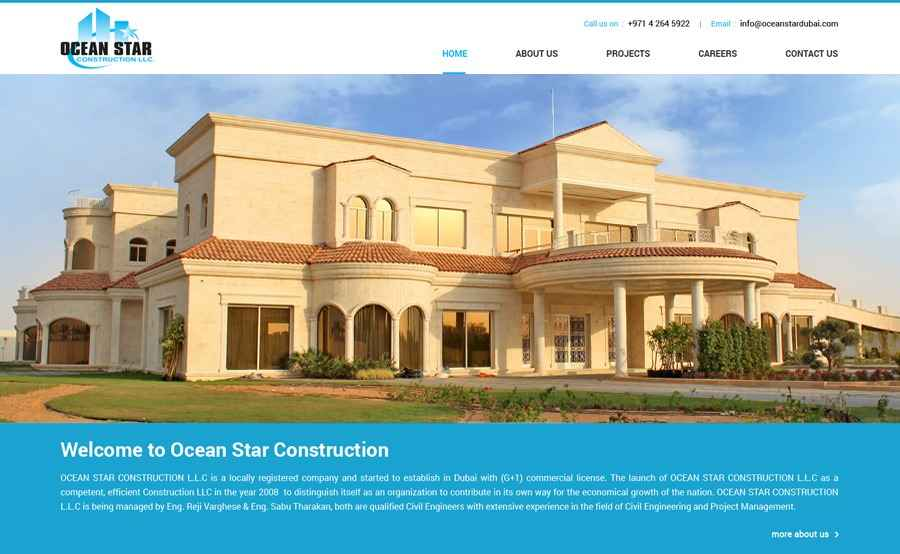 OCEAN STAR
CONSTRUCTION LLC.
Call us on : +971 4 264 5922 | Email : info@oceanstardubai.com
HOME ABOUT US PROJECTS CAREERS CONTACT US
Welcome to Ocean Star Construction
OCEAN STAR CONSTRUCTION L.L.C is a locally registered company and started to establish in Dubai with (G+1) commercial license. The launch of OCEAN STAR CONSTRUCTION L.L.C as a
competent, efficient Construction LLC in the year 2008 to distinguish itself as an organization to contribute in its own way for the economical growth of the nation. OCEAN STAR CONSTRUCTION
L.L.C is being managed by Eng. Reji Varghese & Eng. Sabu Tharakan, both are qualified Civil Engineers with extensive experience in the field of Civil Engineering and Project Management.
more about us >